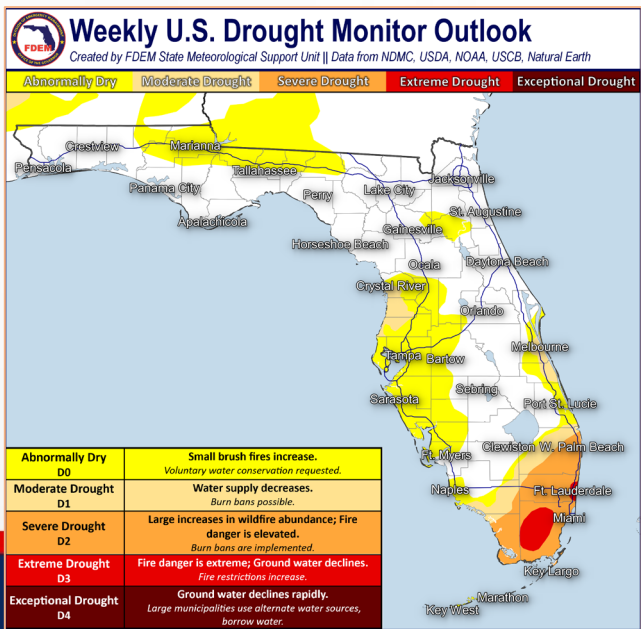 FDEM
Weekly U.S. Drought Monitor Outlook
Created by FDEM State Meteorological Support Unit || Data from NDMC, USDA, NOAA, USCB, Natural Earth
Abnormally Dry Moderate Drought Severe Drought Extreme Drought Exceptional Drought
Crestview
Marianna
Pensacola
Tallahassee
Jacksonville
Panama City
Perry
Lake City
Apalachicola
St. Augustine
Gainesville
Horseshoe Beach
Ocala
Daytona Beach
Crystal River
Orlando
Tampa
Bartow
Melbourne
Sebring
Sarasota
Port St. Lucie
Ft. Myers
Clewiston
W. Palm Beach
Naples
Ft. Lauderdale
Miami
Key Largo
Marathon
Key West
Abnormally Dry
D0
Small brush fires increase.
Voluntary water conservation requested.
Moderate Drought
D1
Water supply decreases.
Burn bans possible.
Severe Drought
D2
Large increases in wildfire abundance; Fire
danger is elevated.
Burn bans are implemented.
Extreme Drought
D3
Fire danger is extreme; Ground water declines.
Fire restrictions increase.
Exceptional Drought
D4
Ground water declines rapidly.
Large municipalities use alternate water sources,
borrow water.